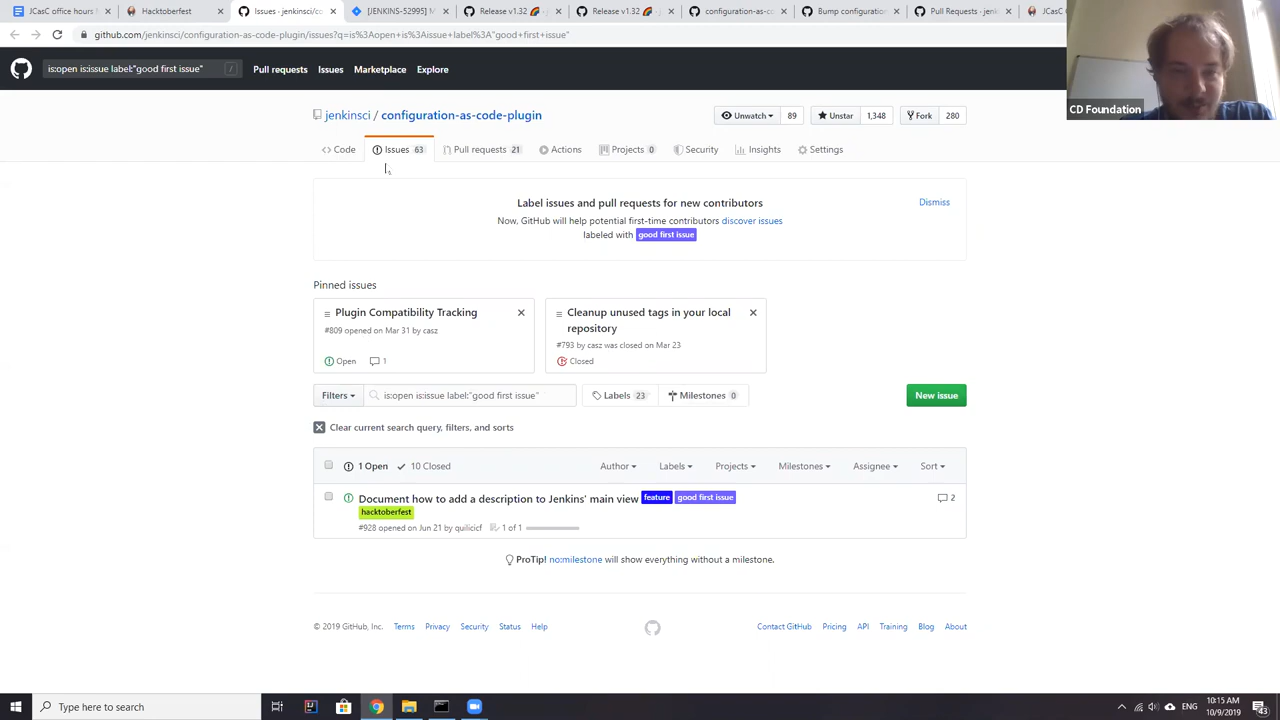 JCasC office hours
Hacktoberfest
Issues · jenkinsci/co
[JENKINS-52995] M
Release v1.32 🌈 ·
Release v1.32 🌈 ·
configuration-as-co
Bump configuration
Pull Requests · jenk
JCasC
github.com/jenkinsci/configuration-as-code-plugin/issues?q=is%3Aopen+is%3Aissue+label%3A"good+first+issue"
is:open is:issue label:"good first issue" /
Pull requests Issues Marketplace Explore
CD Foundation
jenkinsci / configuration-as-code-plugin
Unwatch 89 Unstar 1,348 Fork 280
Code Issues 63 Pull requests 21 Actions Projects 0 Security Insights Settings
Label issues and pull requests for new contributors
Dismiss
Now, GitHub will help potential first-time contributors discover issues
labeled with good first issue
Pinned issues
Plugin Compatibility Tracking
#809 opened on Mar 31 by casz
Open 1
Cleanup unused tags in your local
repository
#793 by casz was closed on Mar 23
Closed
Filters is:open is:issue label:"good first issue" Labels 23 Milestones 0 New issue
Clear current search query, filters, and sorts
1 Open 10 Closed Author Labels Projects Milestones Assignee Sort
Document how to add a description to Jenkins' main view feature good first issue 2
hacktoberfest
#928 opened on Jun 21 by quilicicf 1 of 1
ProTip! no:milestone will show everything without a milestone.
© 2019 GitHub, Inc. Terms Privacy Security Status Help Contact GitHub Pricing API Training Blog About
Type here to search
ENG
10:15 AM
10/9/2019
43